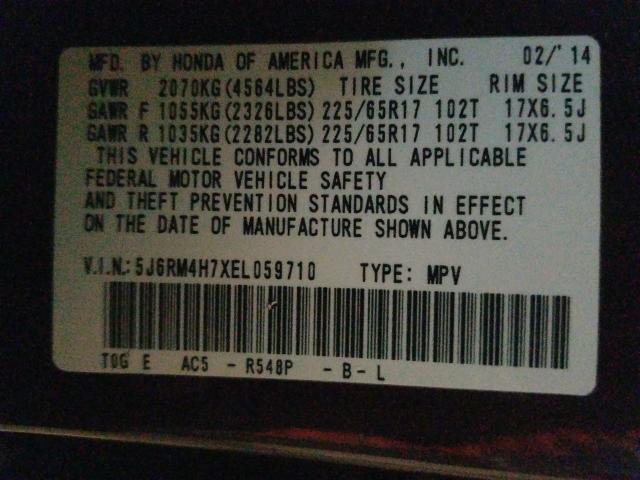 MFD. BY HONDA OF AMERICA MFG., INC. 02/'14
GVWR 2070KG(4564LBS) TIRE SIZE RIM SIZE
GAWR F 1055KG(2326LBS) 225/65R17 102T 17X6.5J
GAWR R 1035KG(2282LBS) 225/65R17 102T 17X6.5J
THIS VEHICLE CONFORMS TO ALL APPLICABLE
FEDERAL MOTOR VEHICLE SAFETY
AND THEFT PREVENTION STANDARDS IN EFFECT
ON THE DATE OF MANUFACTURE SHOWN ABOVE.
V.I.N.: 5J6RM4H7XEL059710 TYPE: MPV
T0G E AC5 - R548P - B - L